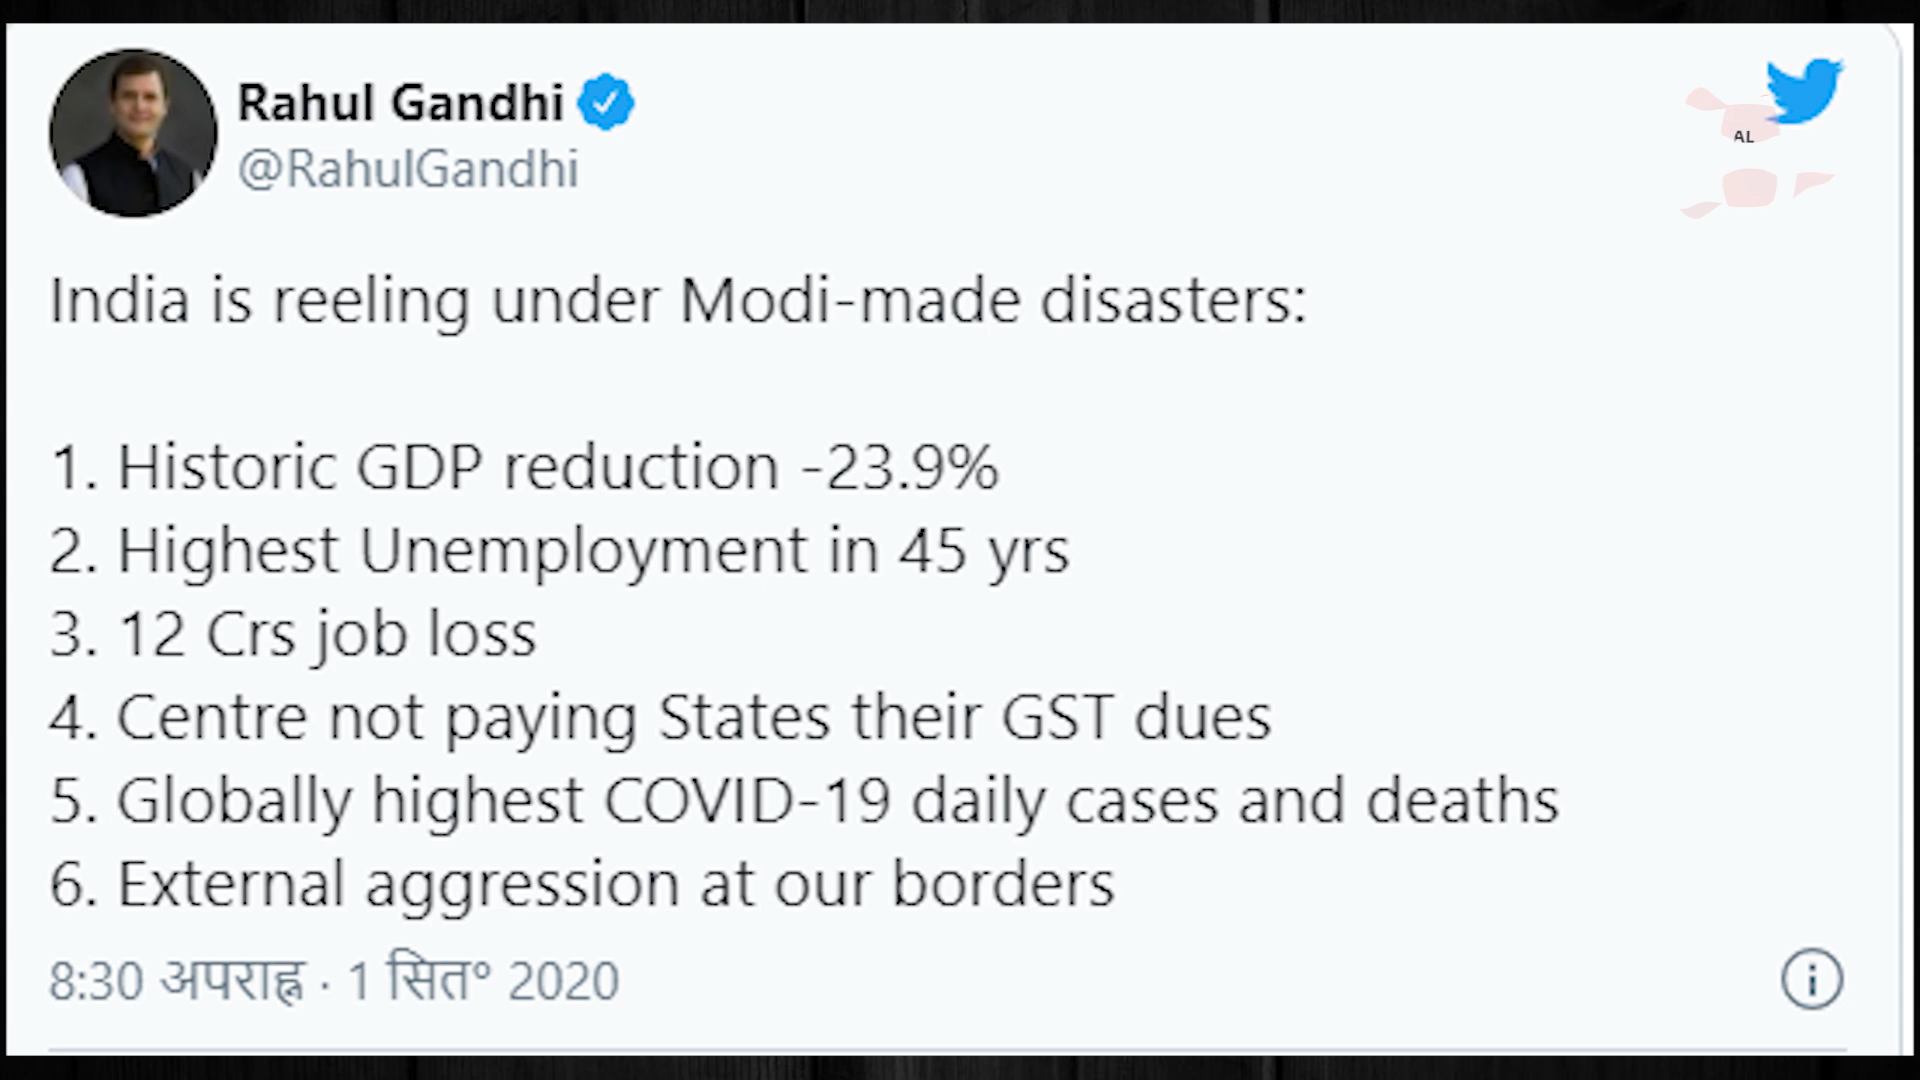 Rahul Gandhi
@RahulGandhi
AL
India is reeling under Modi-made disasters:
1. Historic GDP reduction -23.9%
2. Highest Unemployment in 45 yrs
3. 12 Crs job loss
4. Centre not paying States their GST dues
5. Globally highest COVID-19 daily cases and deaths
6. External aggression at our borders
8:30 अपराह्न · 1 सित॰ 2020